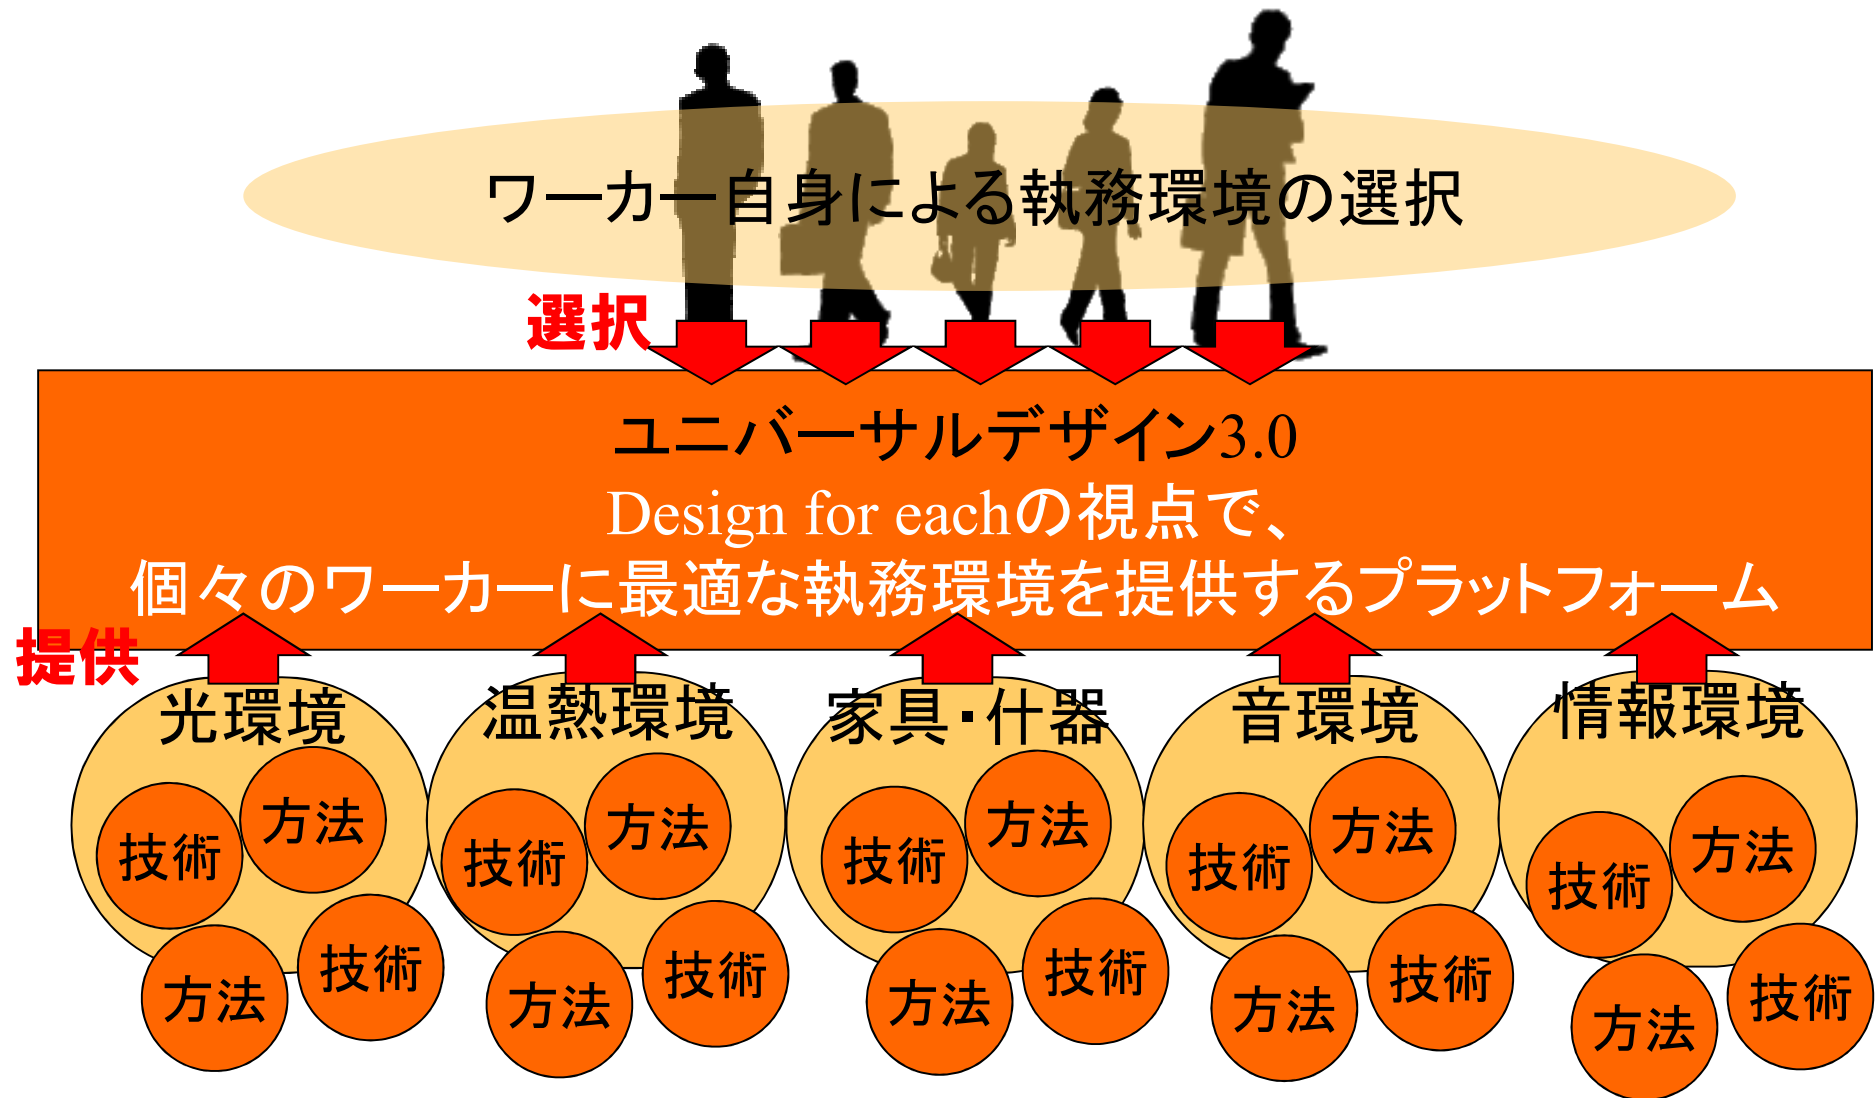 ワーカー自身による執務環境の選択
選択
ユニバーサルデザイン3.0
Design for eachの視点で、
個々のワーカーに最適な執務環境を提供するプラットフォーム
提供
光環境
技術
方法
方法
技術
温熱環境
技術
方法
方法
技術
家具・什器
技術
方法
方法
技術
音環境
技術
方法
方法
技術
情報環境
技術
方法
方法
技術